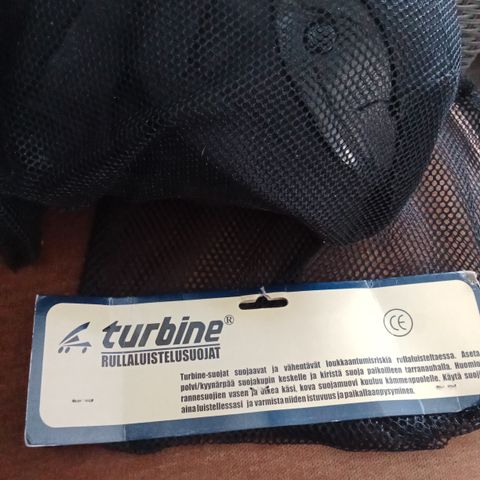 turbine®
RULLALUISTELUSUOJAT
CE
Turbine-suojat suojaavat ja vähentävät loukkaantumisriskiä rullaluisteltaessa. Aseta
polvi/kyynärpää suojakupin keskelle ja kiristä suoja paikoilleen tarranauhalla. Huomio
rannesuojien vasen ja oikea käsi, kova suojamuovi kuuluu kämmenpuolelle. Käytä suoji
aina luistellessasi ja varmista niiden istuvuus ja paikallaanpysyminen.